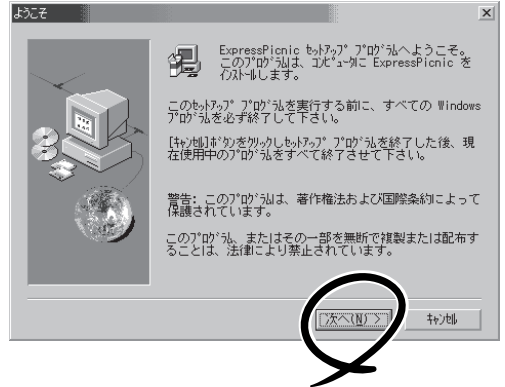 ようこそ
ExpressPicnic ｾｯﾄｱｯﾌﾟ ﾌﾟﾛｸﾞﾗﾑへようこそ。
このﾌﾟﾛｸﾞﾗﾑは、ｺﾝﾋﾟｭｰﾀに ExpressPicnic を
ｲﾝｽﾄｰﾙします。
このｾｯﾄｱｯﾌﾟ ﾌﾟﾛｸﾞﾗﾑを実行する前に、すべての Windows
ﾌﾟﾛｸﾞﾗﾑを必ず終了して下さい。
[ｷｬﾝｾﾙ]ﾎﾞﾀﾝをｸﾘｯｸしｾｯﾄｱｯﾌﾟ ﾌﾟﾛｸﾞﾗﾑを終了した後、現
在使用中のﾌﾟﾛｸﾞﾗﾑをすべて終了させて下さい。
警告: このﾌﾟﾛｸﾞﾗﾑは、著作権法および国際条約によって
保護されています。
このﾌﾟﾛｸﾞﾗﾑ、またはその一部を無断で複製または配布す
ることは、法律により禁止されています。
次へ(N) >
ｷｬﾝｾﾙ